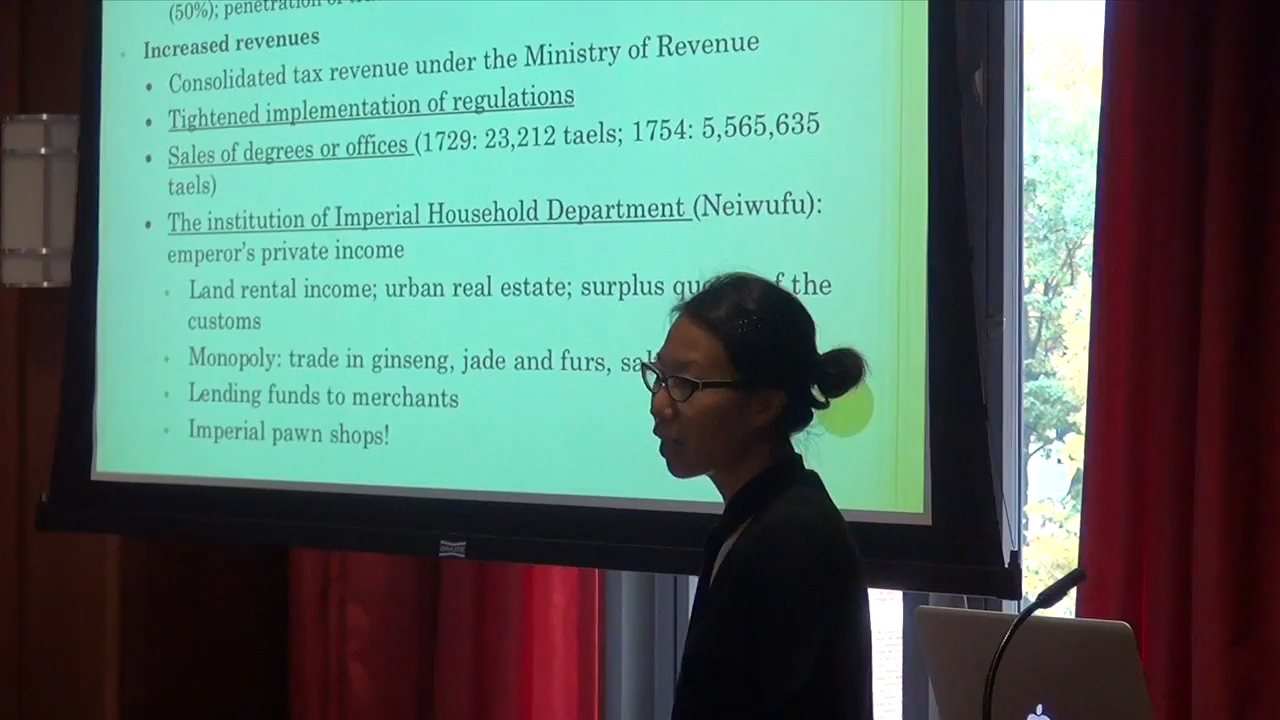 (50%); penetration of
Increased revenues
• Consolidated tax revenue under the Ministry of Revenue
• Tightened implementation of regulations
• Sales of degrees or offices (1729: 23,212 taels; 1754: 5,565,635
taels)
• The institution of Imperial Household Department (Neiwufu):
emperor's private income
Land rental income; urban real estate; surplus of the
customs
Monopoly: trade in ginseng, jade and furs,
Lending funds to merchants
Imperial pawn shops!